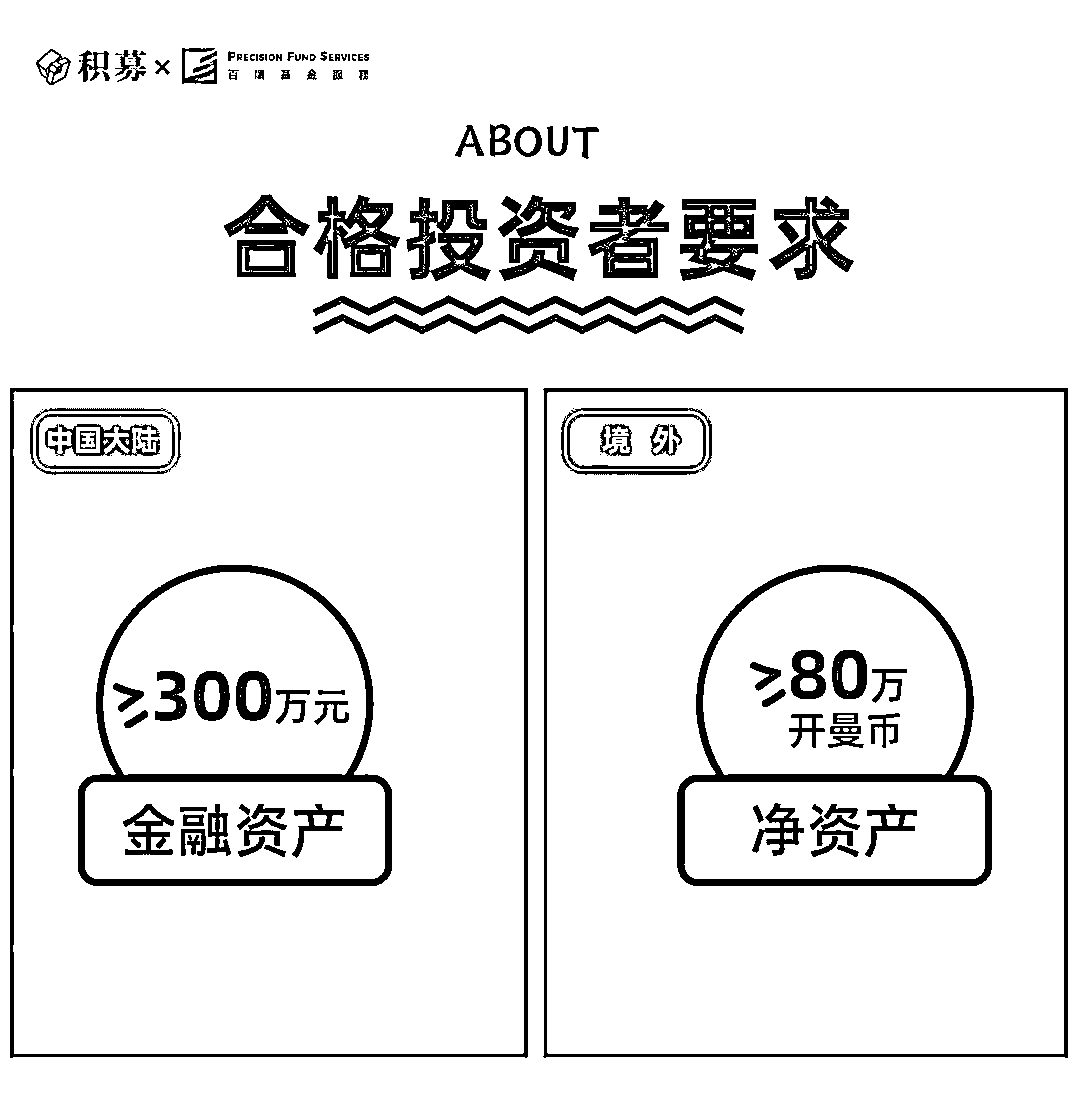 积募 × PRECISION FUND SERVICES
ABOUT
合格投资者要求
中国大陆
≥300万元
金融资产
境 外
≥80万
开曼币
净资产